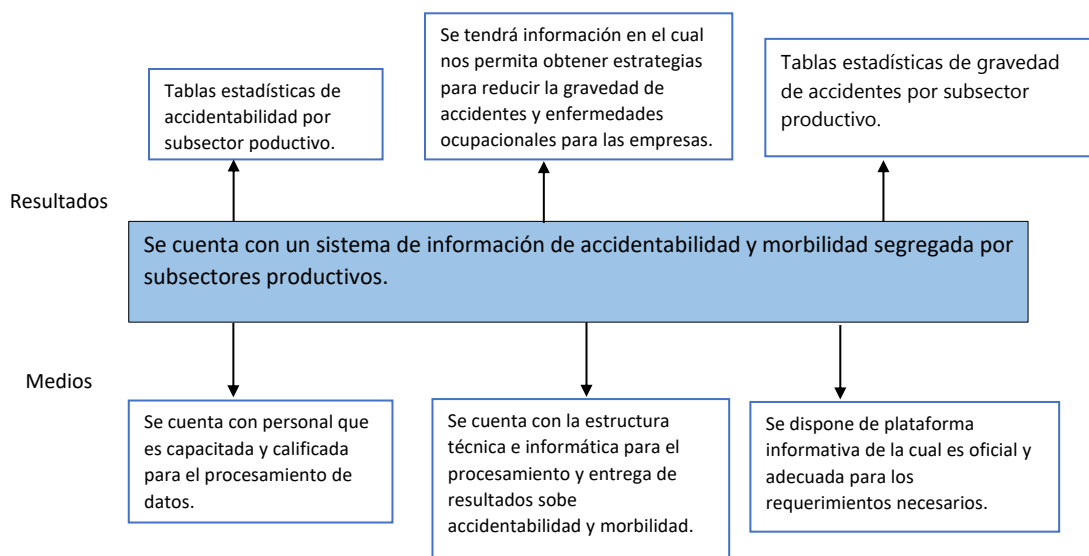 Tablas estadísticas de
accidentabilidad por
subsector poductivo.
Se tendrá información en el cual
nos permita obtener estrategias
para reducir la gravedad de
accidentes y enfermedades
ocupacionales para las empresas.
Tablas estadísticas de gravedad
de accidentes por subsector
productivo.
Resultados
Se cuenta con un sistema de información de accidentabilidad y morbilidad segregada por
subsectores productivos.
Medios
Se cuenta con personal que
es capacitada y calificada
para el procesamiento de
datos.
Se cuenta con la estructura
técnica e informática para el
procesamiento y entrega de
resultados sobe
accidentabilidad y morbilidad.
Se dispone de plataforma
informativa de la cual es oficial y
adecuada para los
requerimientos necesarios.